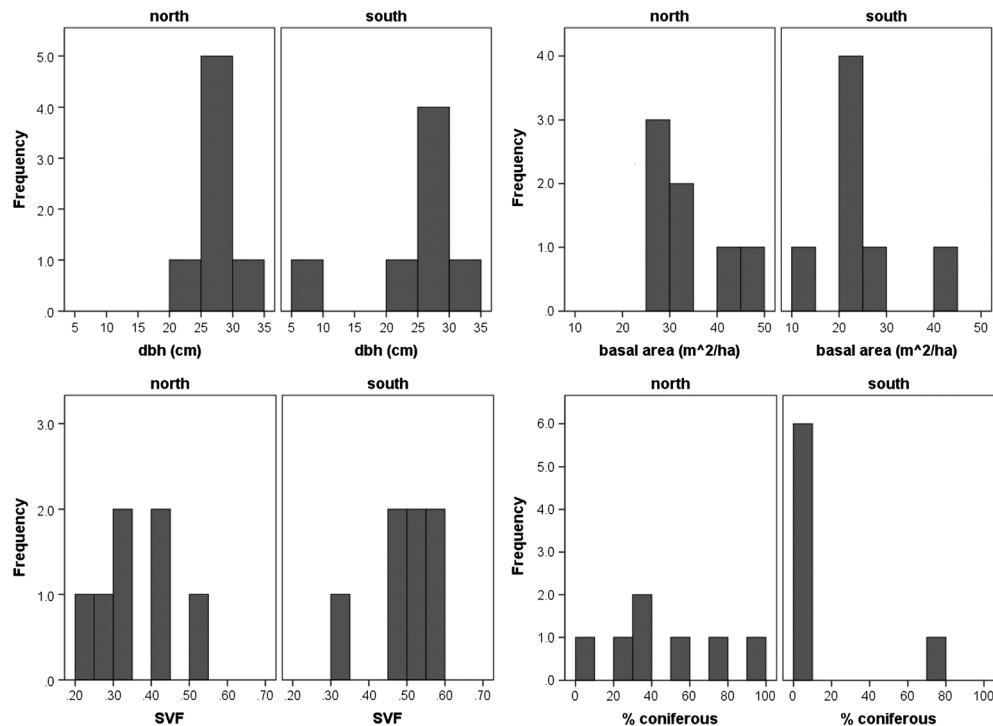 north south
Frequency
5.0
4.0
3.0
2.0
1.0
.0
5 10 15 20 25 30 35
5 10 15 20 25 30 35
dbh (cm) dbh (cm)
north south
Frequency
4.0
3.0
2.0
1.0
.0
10 20 30 40 50
10 20 30 40 50
basal area (m^2/ha) basal area (m^2/ha)
north south
Frequency
3.0
2.0
1.0
.0
.20 .30 .40 .50 .60 .70
.20 .30 .40 .50 .60 .70
SVF SVF
north south
Frequency
6.0
5.0
4.0
3.0
2.0
1.0
.0
0 20 40 60 80 100
0 20 40 60 80 100
% coniferous % coniferous